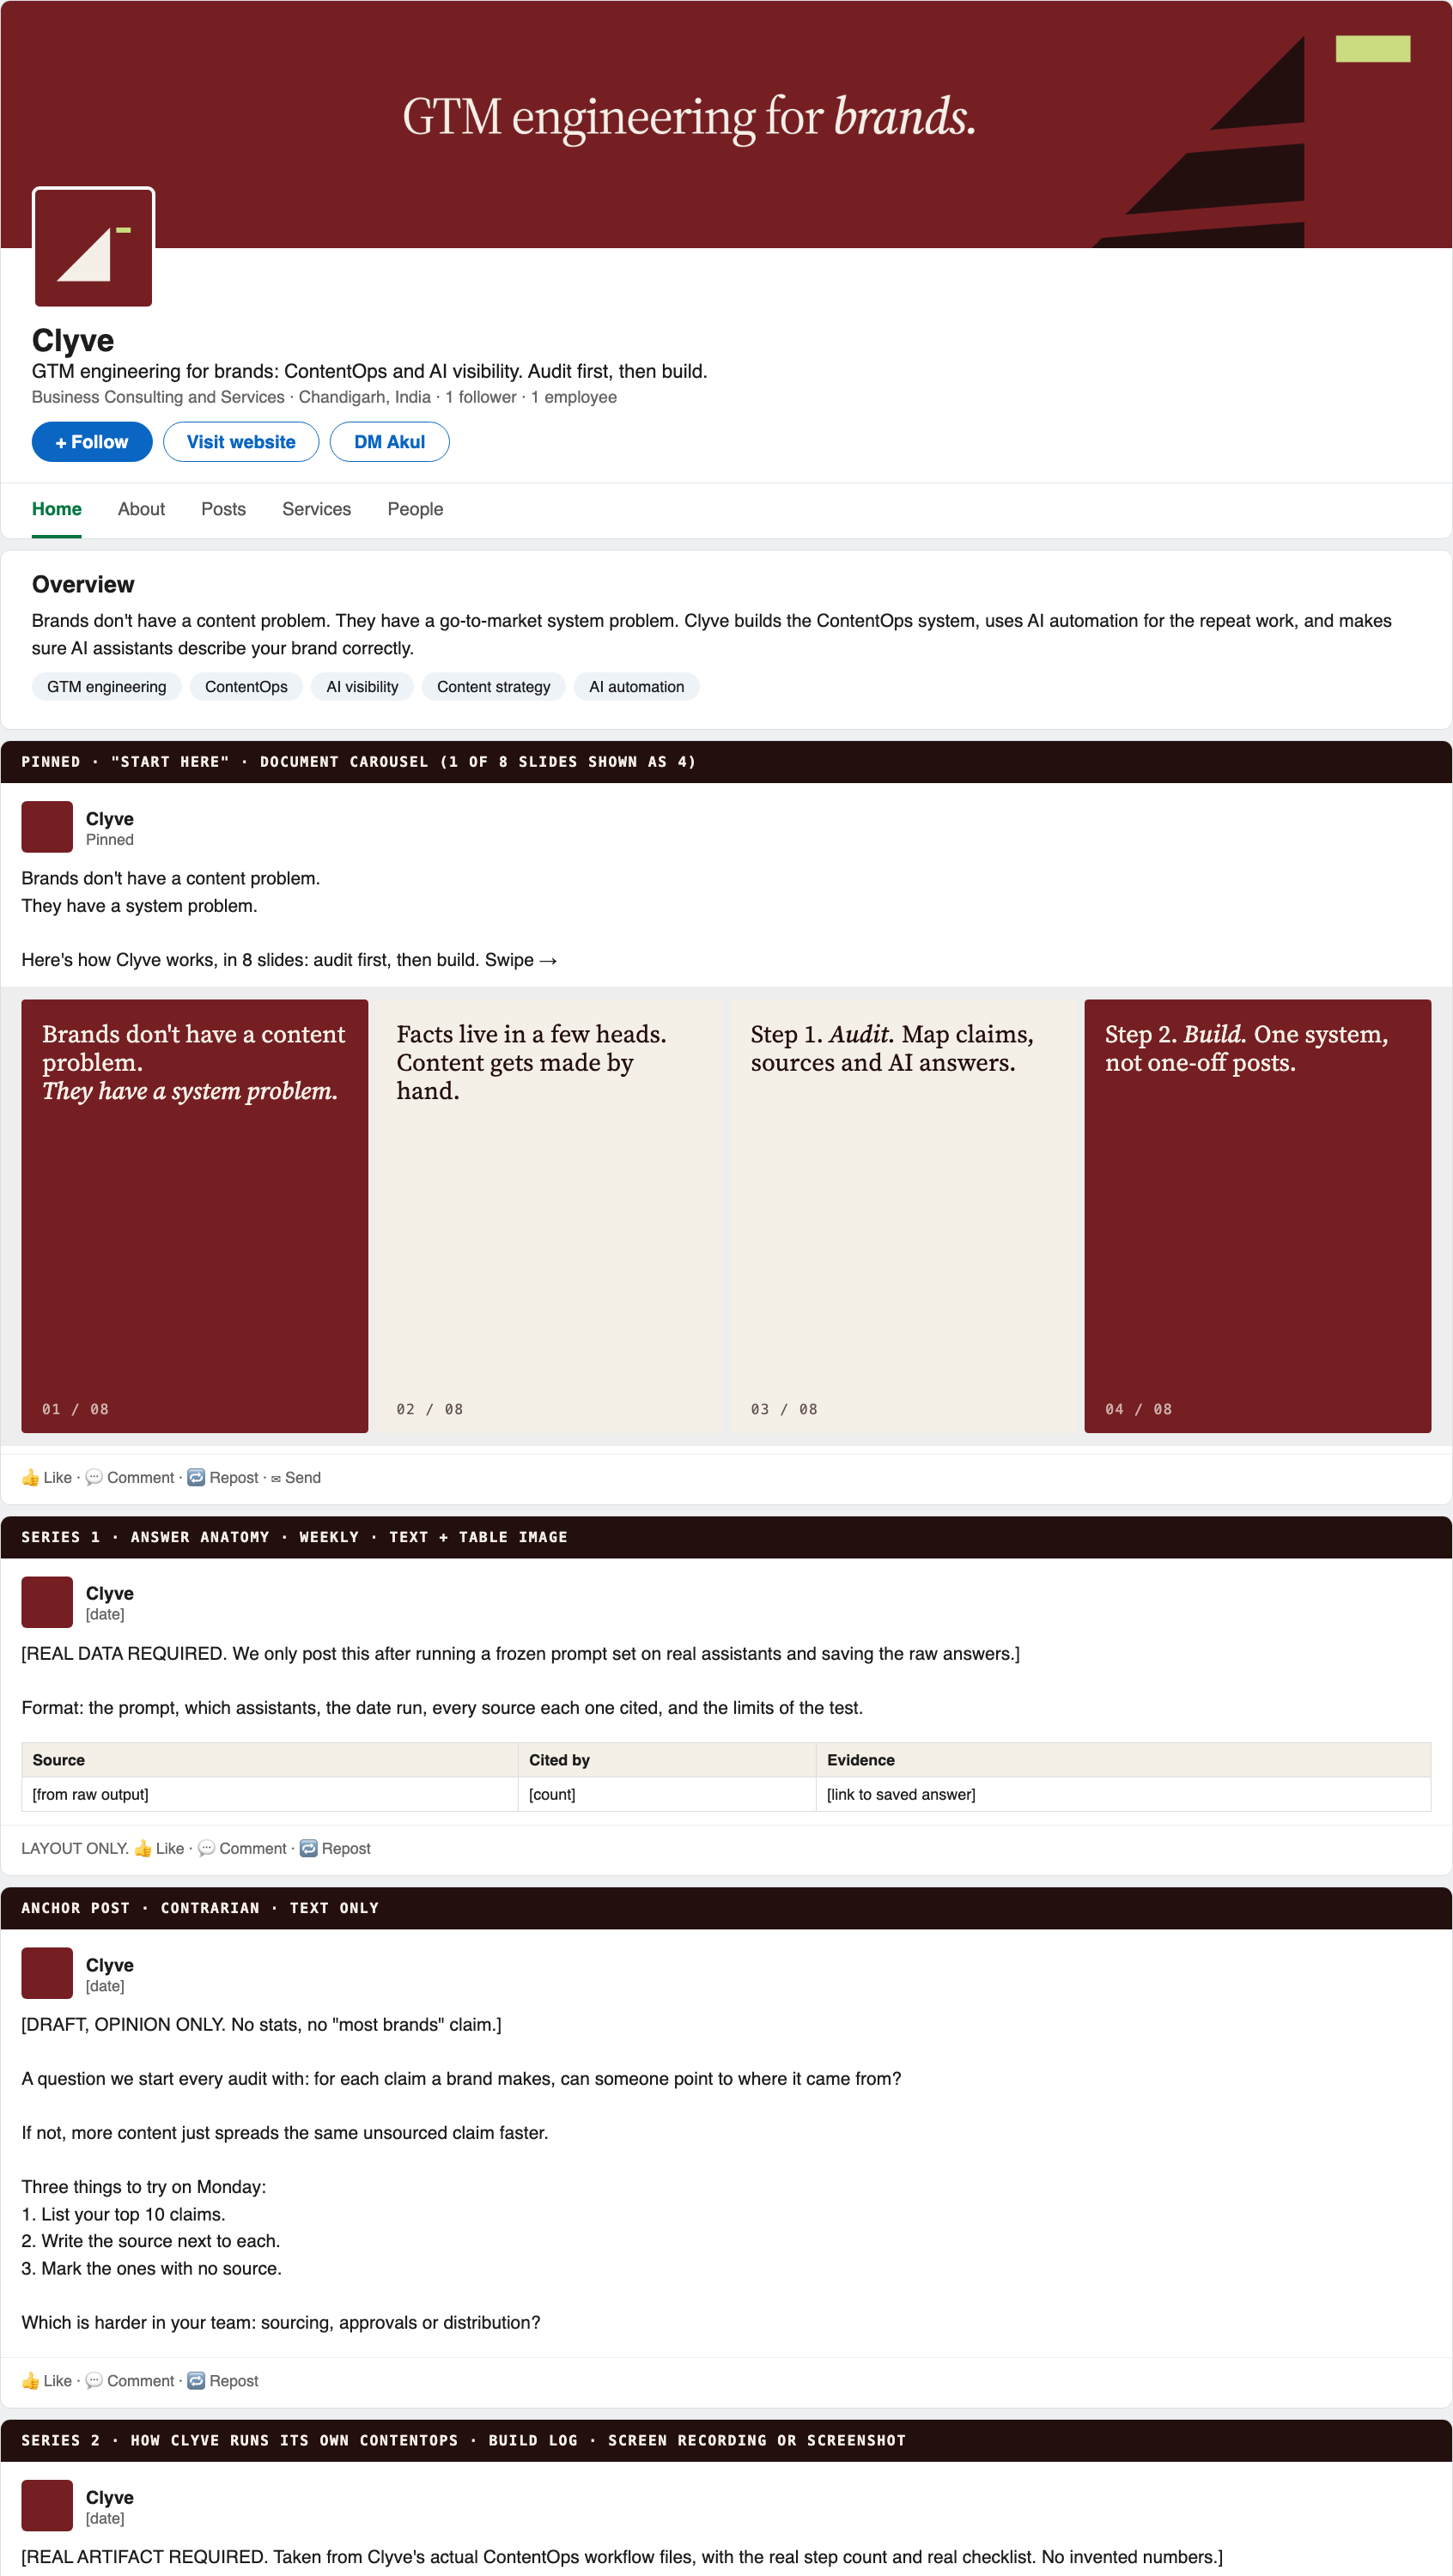 GTM engineering for brands.
Clyve
GTM engineering for brands: ContentOps and AI visibility. Audit first, then build.
Business Consulting and Services · Chandigarh, India · 1 follower · 1 employee
+ Follow
Visit website
DM Akul
Home
About
Posts
Services
People
Overview
Brands don't have a content problem. They have a go-to-market system problem. Clyve builds the ContentOps system, uses AI automation for the repeat work, and makes
sure AI assistants describe your brand correctly.
GTM engineering
ContentOps
AI visibility
Content strategy
AI automation
PINNED · "START HERE" · DOCUMENT CAROUSEL (1 OF 8 SLIDES SHOWN AS 4)
Clyve
Pinned
Brands don't have a content problem.
They have a system problem.
Here's how Clyve works, in 8 slides: audit first, then build. Swipe →
Brands don't have a content
problem.
They have a system problem.
01 / 08
Facts live in a few heads.
Content gets made by
hand.
02 / 08
Step 1. Audit. Map claims,
sources and AI answers.
03 / 08
Step 2. Build. One system,
not one-off posts.
04 / 08
👍 Like · 💬 Comment · 🔁 Repost · ✉ Send
SERIES 1 · ANSWER ANATOMY · WEEKLY · TEXT + TABLE IMAGE
Clyve
[date]
[REAL DATA REQUIRED. We only post this after running a frozen prompt set on real assistants and saving the raw answers.]
Format: the prompt, which assistants, the date run, every source each one cited, and the limits of the test.
Source
Cited by
Evidence
[from raw output]
[count]
[link to saved answer]
LAYOUT ONLY. 👍 Like · 💬 Comment · 🔁 Repost
ANCHOR POST · CONTRARIAN · TEXT ONLY
Clyve
[date]
[DRAFT, OPINION ONLY. No stats, no "most brands" claim.]
A question we start every audit with: for each claim a brand makes, can someone point to where it came from?
If not, more content just spreads the same unsourced claim faster.
Three things to try on Monday:
1. List your top 10 claims.
2. Write the source next to each.
3. Mark the ones with no source.
Which is harder in your team: sourcing, approvals or distribution?
👍 Like · 💬 Comment · 🔁 Repost
SERIES 2 · HOW CLYVE RUNS ITS OWN CONTENTOPS · BUILD LOG · SCREEN RECORDING OR SCREENSHOT
Clyve
[date]
[REAL ARTIFACT REQUIRED. Taken from Clyve's actual ContentOps workflow files, with the real step count and real checklist. No invented numbers.]